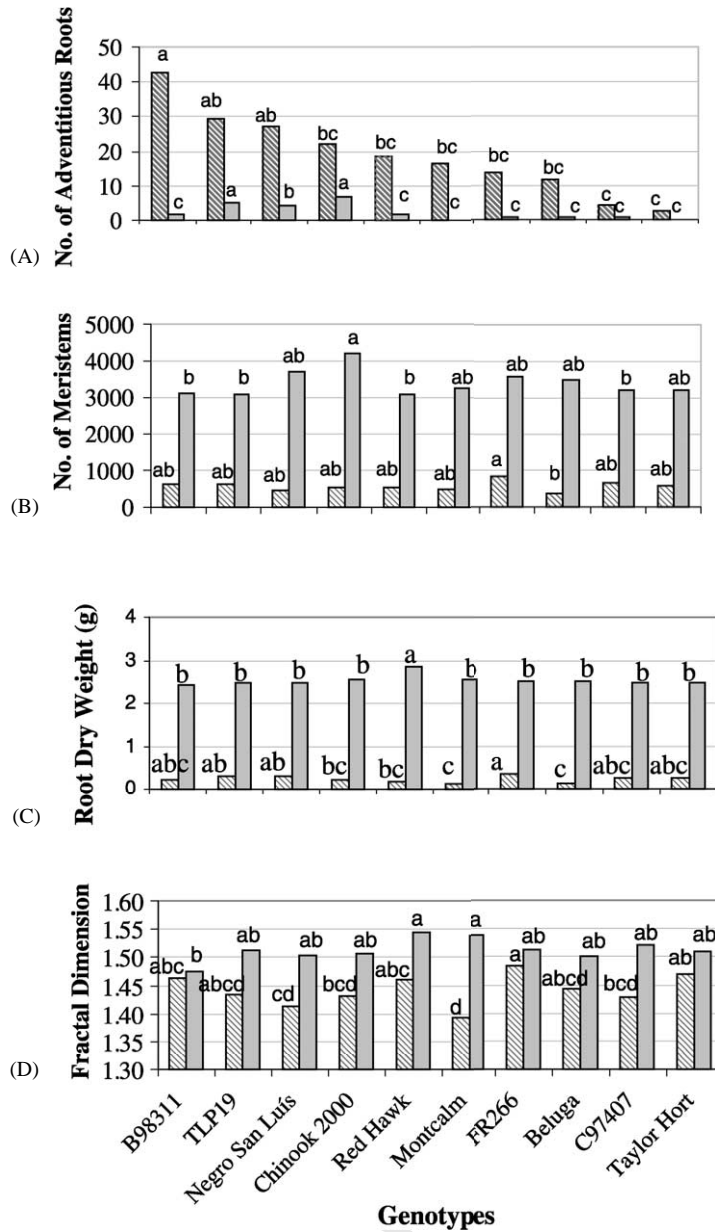 No. of Adventitious Roots
50
40
30
20
10
0
a
ab
ab
bc
bc
bc
bc
bc
c
c
c
a
b
a
c
c
c
c
c
c
(A)
No. of Meristems
5000
4000
3000
2000
1000
0
b
b
ab
a
b
ab
ab
ab
b
ab
ab
ab
ab
ab
ab
ab
a
b
ab
ab
(B)
Root Dry Weight (g)
4
3
2
1
0
b
b
b
b
a
b
b
b
b
b
abc
ab
ab
bc
bc
c
a
c
abc
abc
(C)
Fractal Dimension
1.60
1.55
1.50
1.45
1.40
1.35
1.30
abc
b
abcd
ab
cd
ab
bcd
ab
abc
a
d
a
a
ab
abcd
ab
bcd
ab
ab
ab
(D)
B98311
TLP19
Negro San Luís
Chinook 2000
Red Hawk
Montcalm
FR266
Beluga
C97407
Taylor Hort
Genotypes